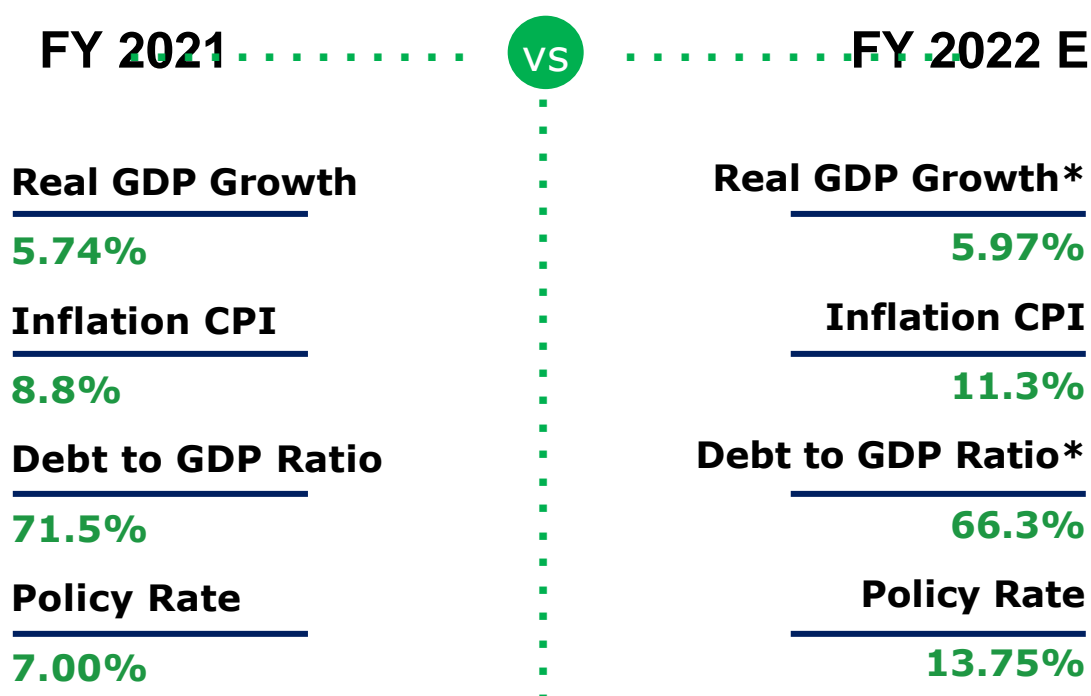 FY 2021
vs
FY 2022 E
Real GDP Growth
5.74%
Inflation CPI
8.8%
Debt to GDP Ratio
71.5%
Policy Rate
7.00%
Real GDP Growth*
5.97%
Inflation CPI
11.3%
Debt to GDP Ratio*
66.3%
Policy Rate
13.75%